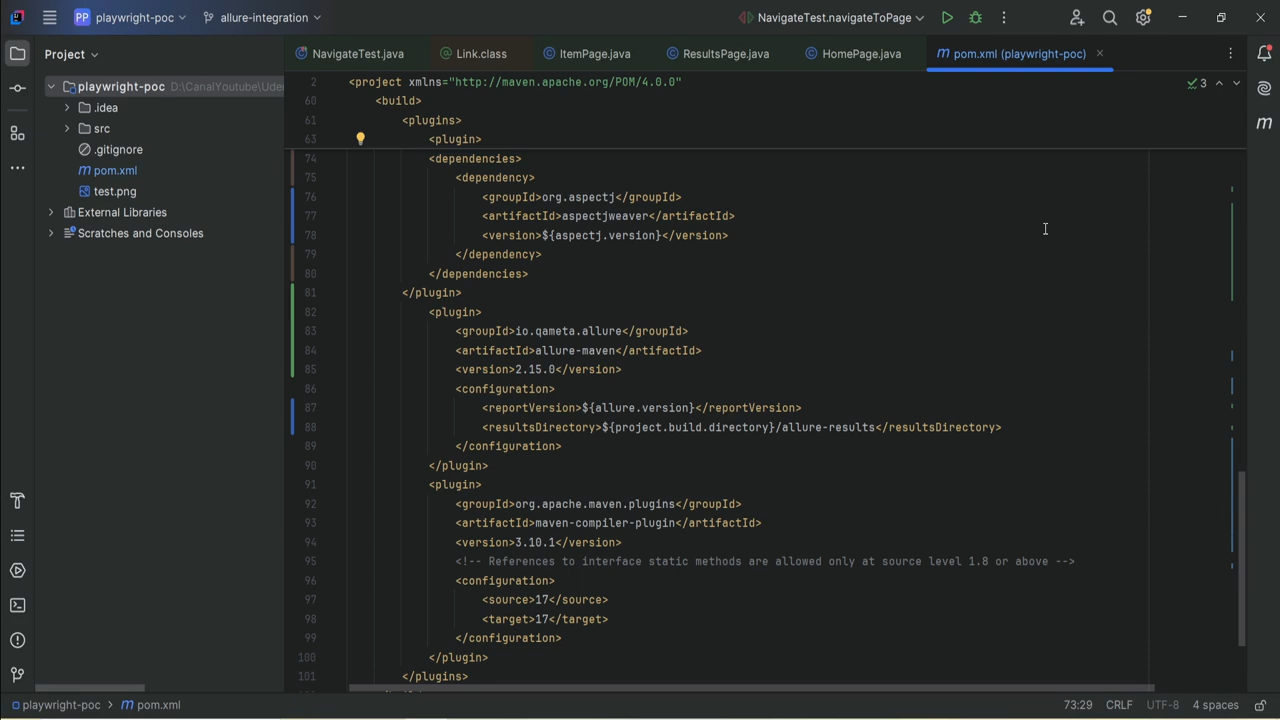 PP playwright-poc
allure-integration
NavigateTest.navigateToPage
Project
NavigateTest.java
Link.class
ItemPage.java
ResultsPage.java
HomePage.java
pom.xml (playwright-poc)
playwright-poc D:\CanalYoutube\Uder
.idea
src
.gitignore
pom.xml
test.png
External Libraries
Scratches and Consoles
3
2 <project xmlns="http://maven.apache.org/POM/4.0.0"
60 <build>
61 <plugins>
63 <plugin>
74 <dependencies>
75 <dependency>
76 <groupId>org.aspectj</groupId>
77 <artifactId>aspectjweaver</artifactId>
78 <version>${aspectj.version}</version>
79 </dependency>
80 </dependencies>
81 </plugin>
82 <plugin>
83 <groupId>io.qameta.allure</groupId>
84 <artifactId>allure-maven</artifactId>
85 <version>2.15.0</version>
86 <configuration>
87 <reportVersion>${allure.version}</reportVersion>
88 <resultsDirectory>${project.build.directory}/allure-results</resultsDirectory>
89 </configuration>
90 </plugin>
91 <plugin>
92 <groupId>org.apache.maven.plugins</groupId>
93 <artifactId>maven-compiler-plugin</artifactId>
94 <version>3.10.1</version>
95 <!-- References to interface static methods are allowed only at source level 1.8 or above -->
96 <configuration>
97 <source>17</source>
98 <target>17</target>
99 </configuration>
100 </plugin>
101 </plugins>
playwright-poc
pom.xml
73:29
CRLF
UTF-8
4 spaces